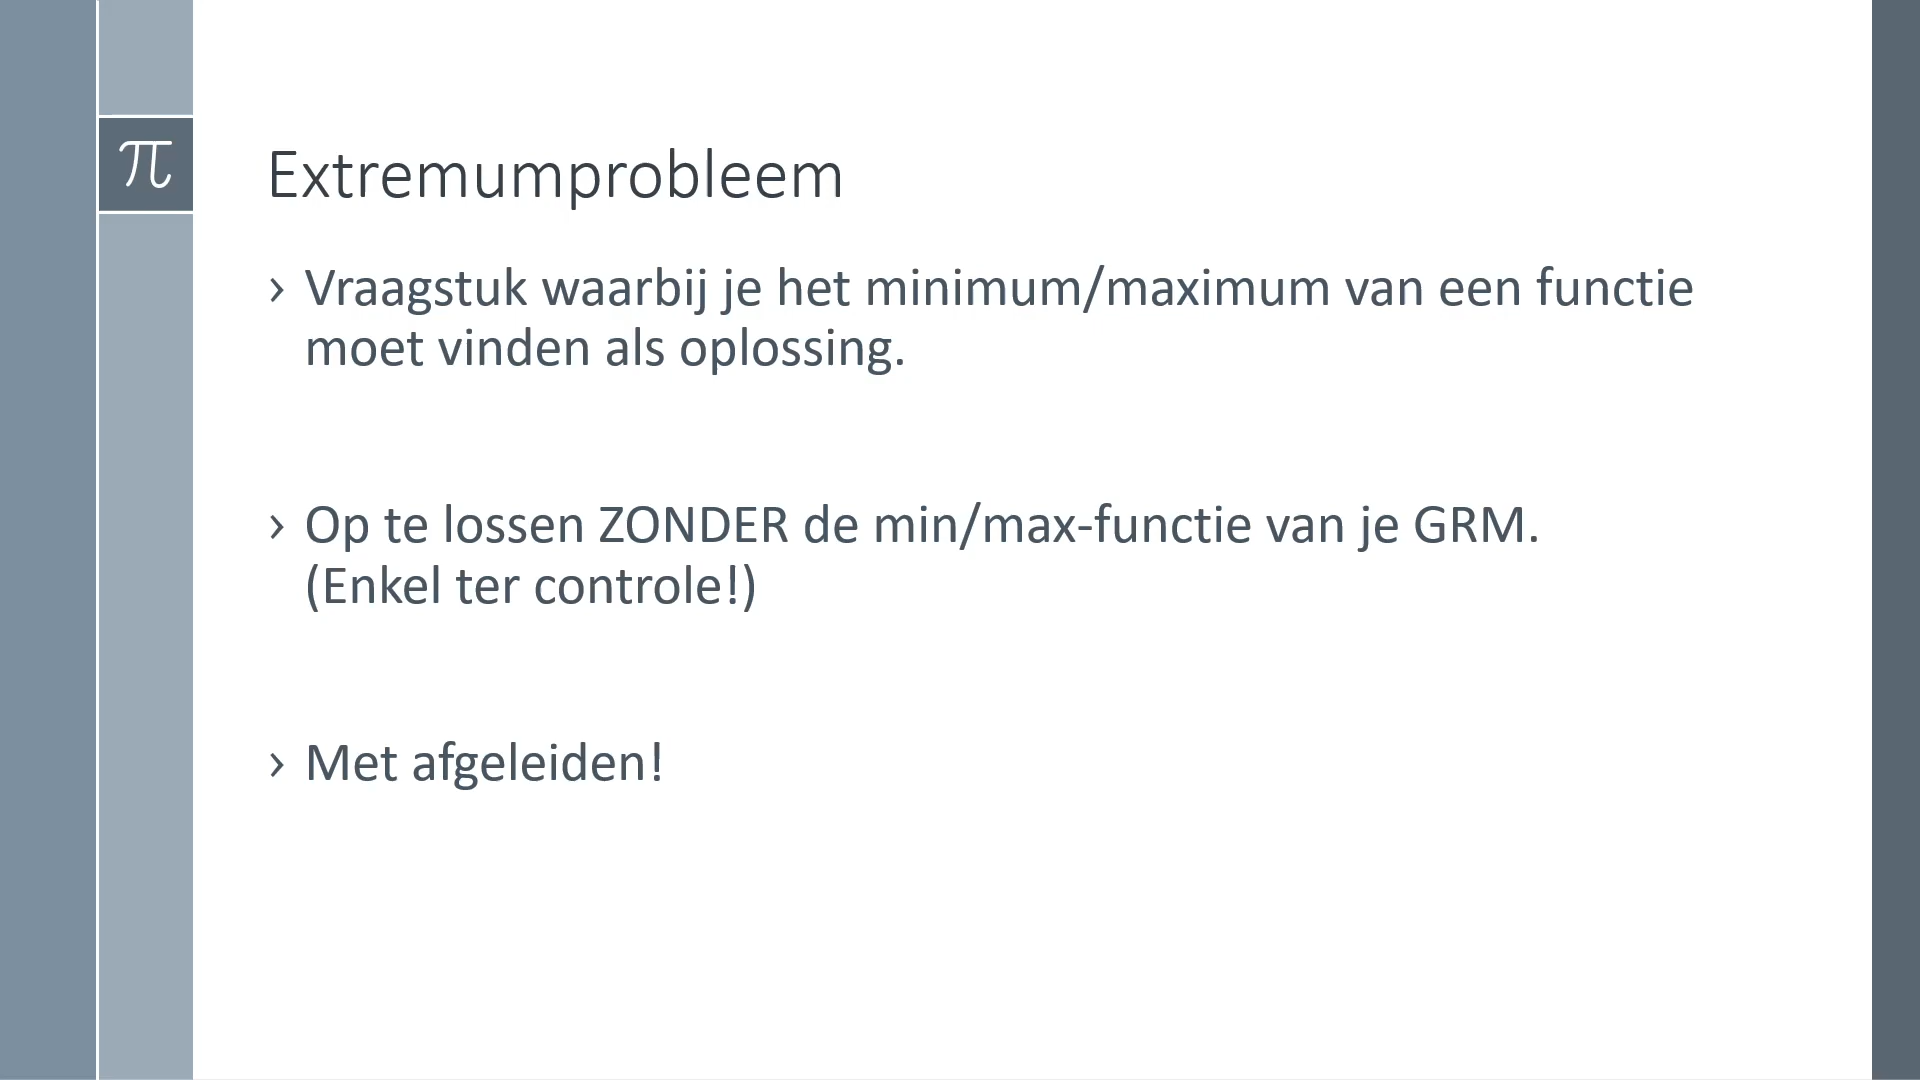 π
Extremumprobleem
› Vraagstuk waarbij je het minimum/maximum van een functie
moet vinden als oplossing.
› Op te lossen ZONDER de min/max-functie van je GRM.
(Enkel ter controle!)
› Met afgeleiden!